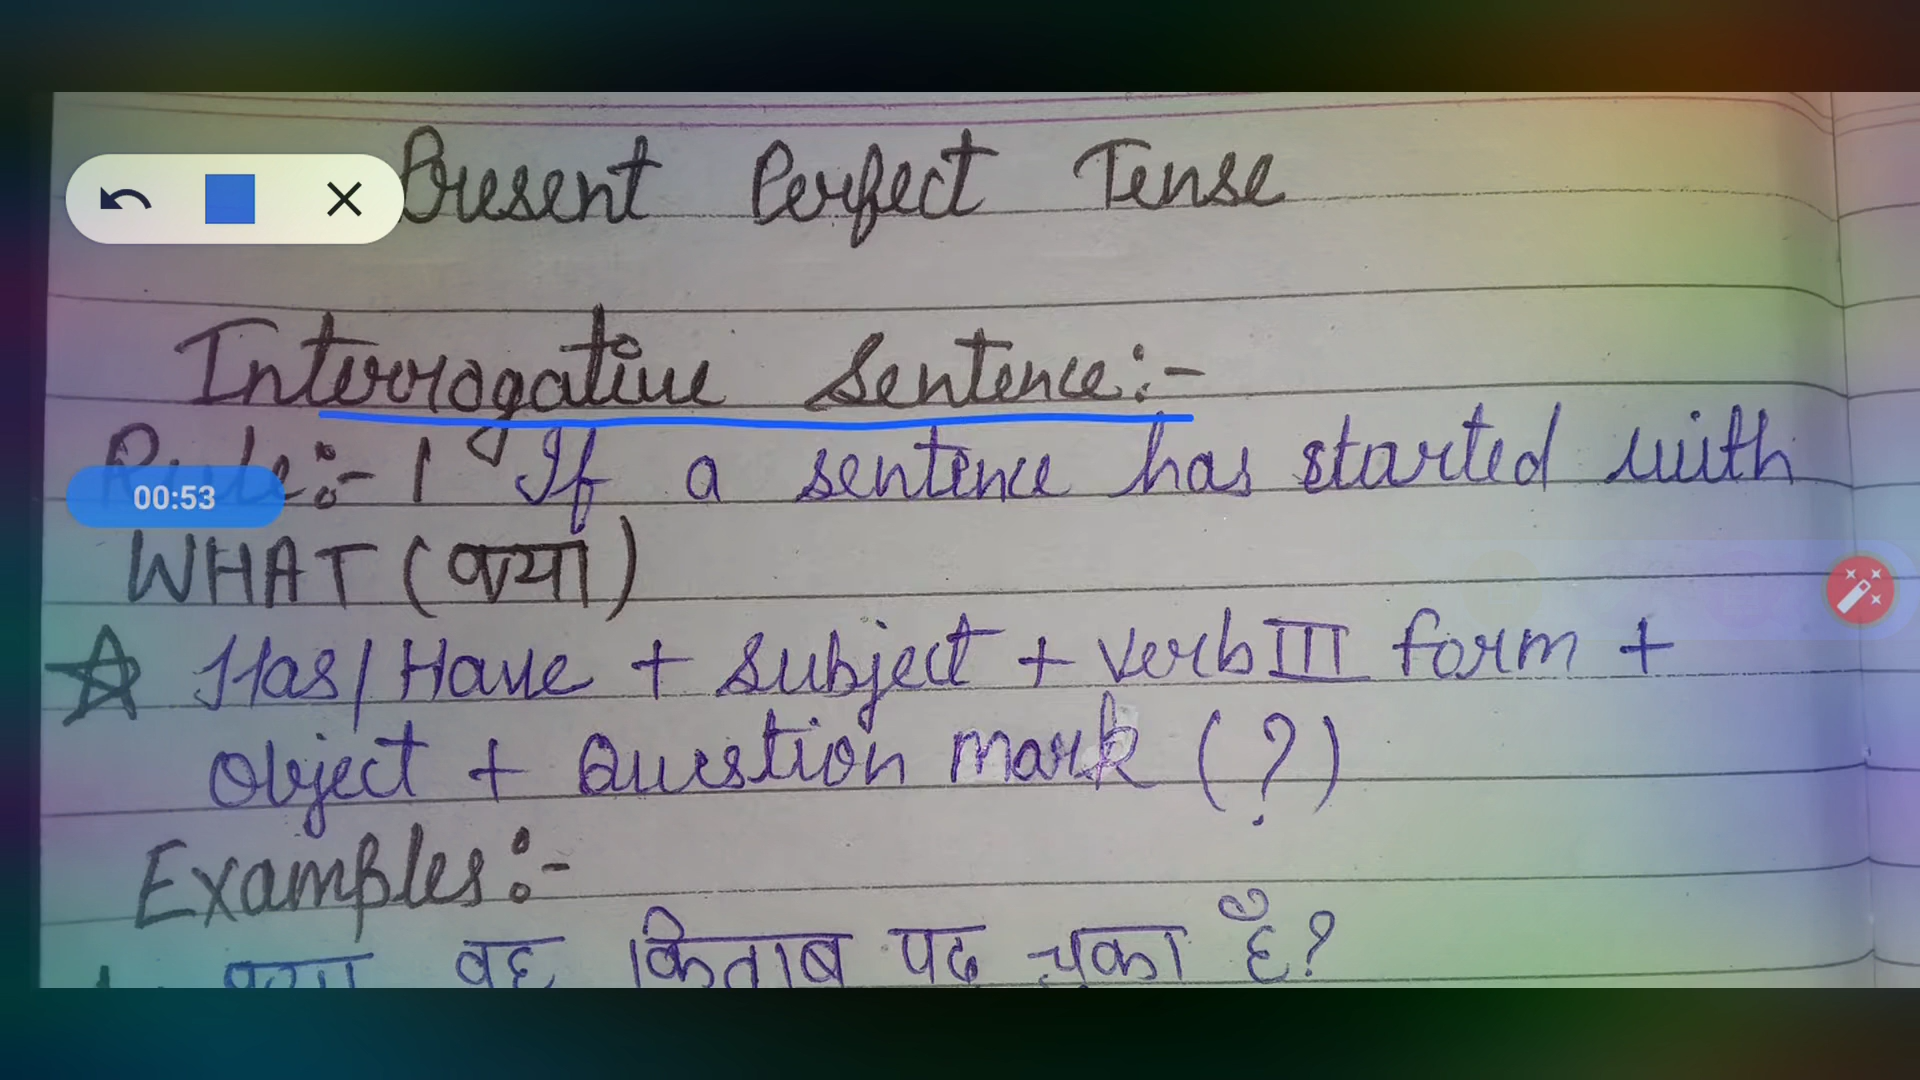 Present Perfect Tense
Interrogative Sentence:-
Rule:- 1 If a sentence has started with
00:53
WHAT (क्या)
Has/Have + Subject + Verb III form +
Object + Question mark (?)
Examples:-
क्या वह किताब पढ चुका है?